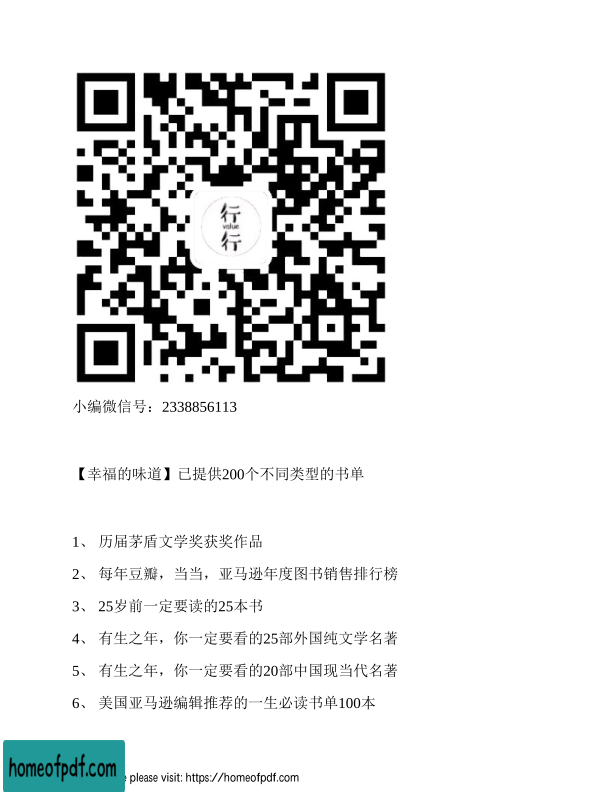 行
value
行
小编微信号：2338856113
【幸福的味道】已提供200个不同类型的书单
1、 历届茅盾文学奖获奖作品
2、 每年豆瓣，当当，亚马逊年度图书销售排行榜
3、 25岁前一定要读的25本书
4、 有生之年，你一定要看的25部外国纯文学名著
5、 有生之年，你一定要看的20部中国现当代名著
6、 美国亚马逊编辑推荐的一生必读书单100本
homeofpdf.com
please visit: https://homeofpdf.com